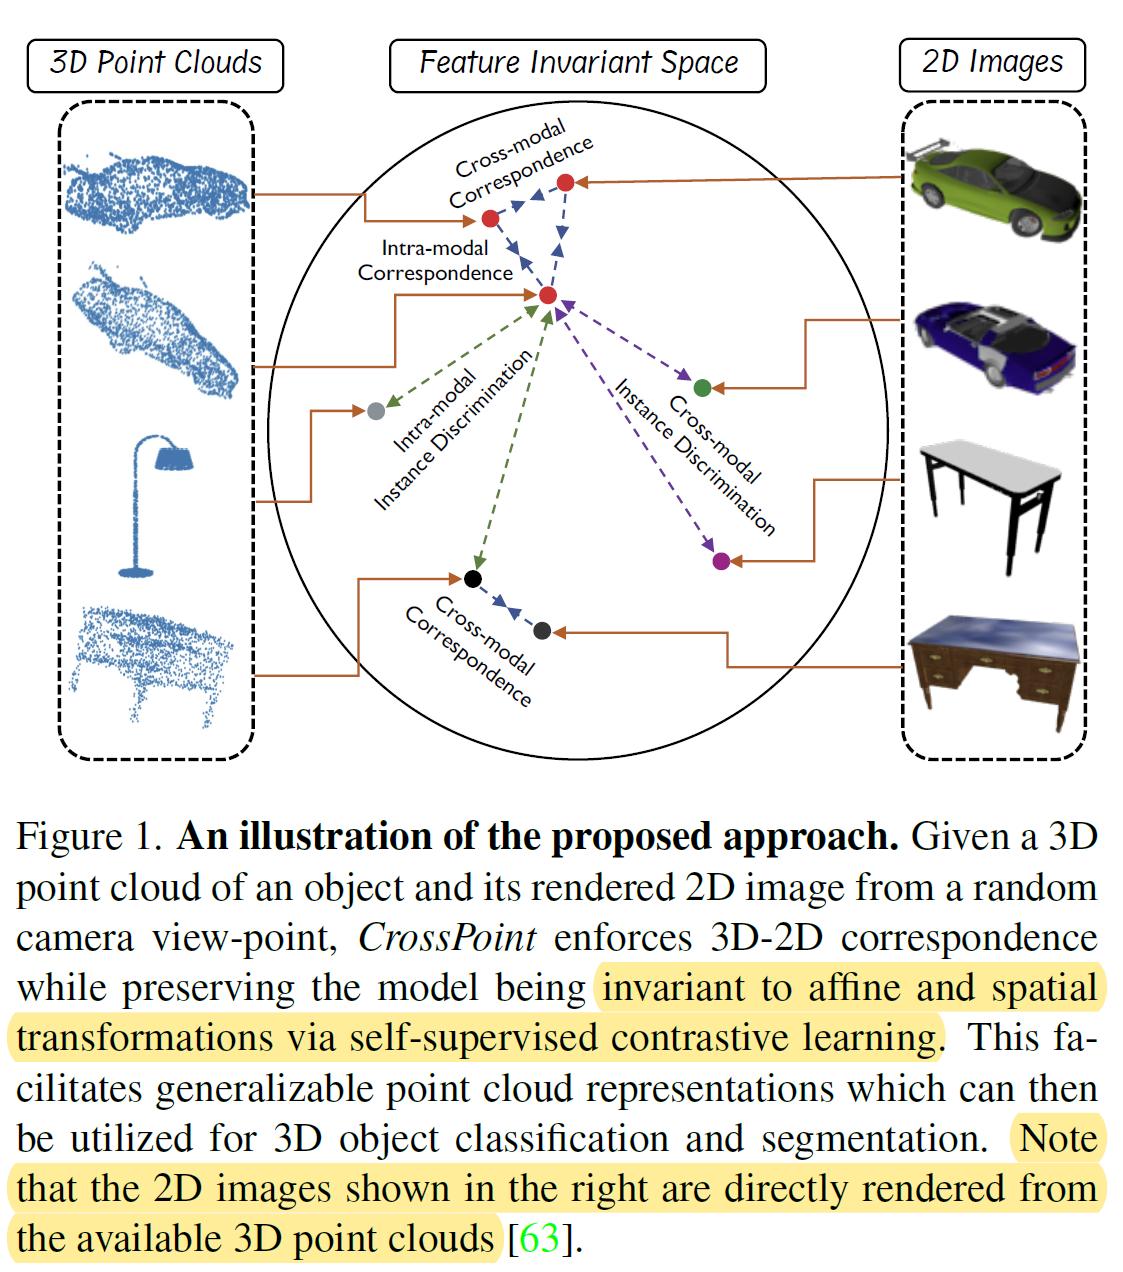 3D Point Clouds
Feature Invariant Space
2D Images
Cross-modal
Correspondence
Intra-modal
Correspondence
Intra-modal
Instance Discrimination
Cross-modal
Instance Discrimination
Cross-modal
Correspondence
Figure 1. An illustration of the proposed approach. Given a 3D
point cloud of an object and its rendered 2D image from a random
camera view-point, CrossPoint enforces 3D-2D correspondence
while preserving the model being invariant to affine and spatial
transformations via self-supervised contrastive learning. This fa-
cilitates generalizable point cloud representations which can then
be utilized for 3D object classification and segmentation. Note
that the 2D images shown in the right are directly rendered from
the available 3D point clouds [63].